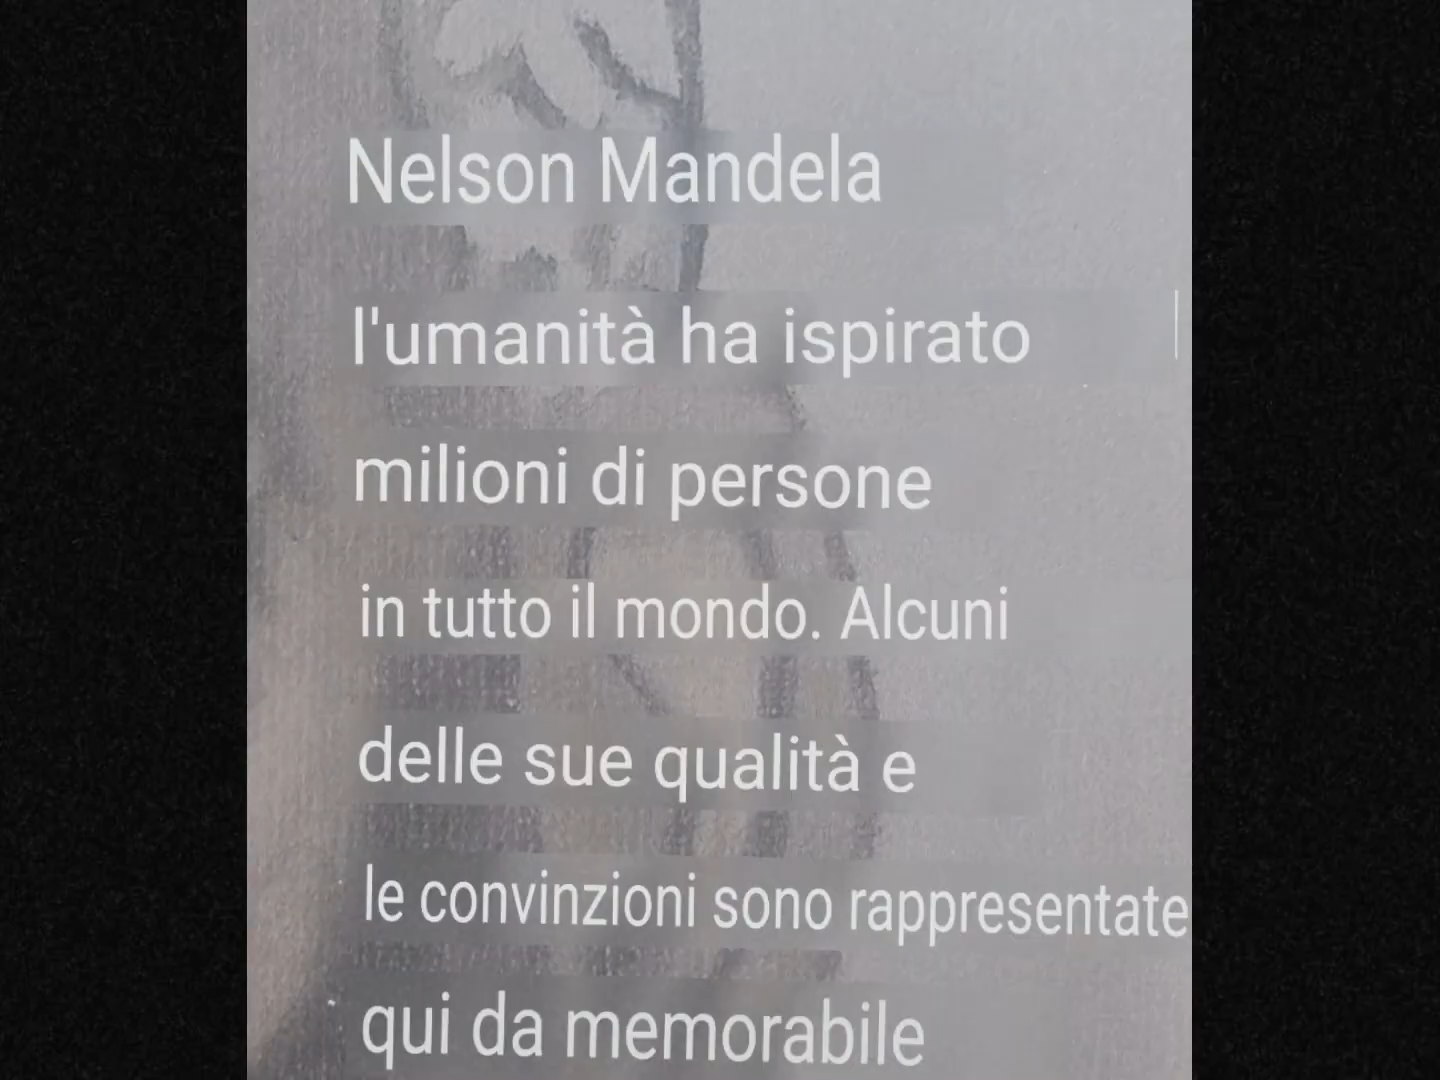 Nelson Mandela
l'umanità ha ispirato
milioni di persone
in tutto il mondo. Alcuni
delle sue qualità e
le convinzioni sono rappresentate
qui da memorabile